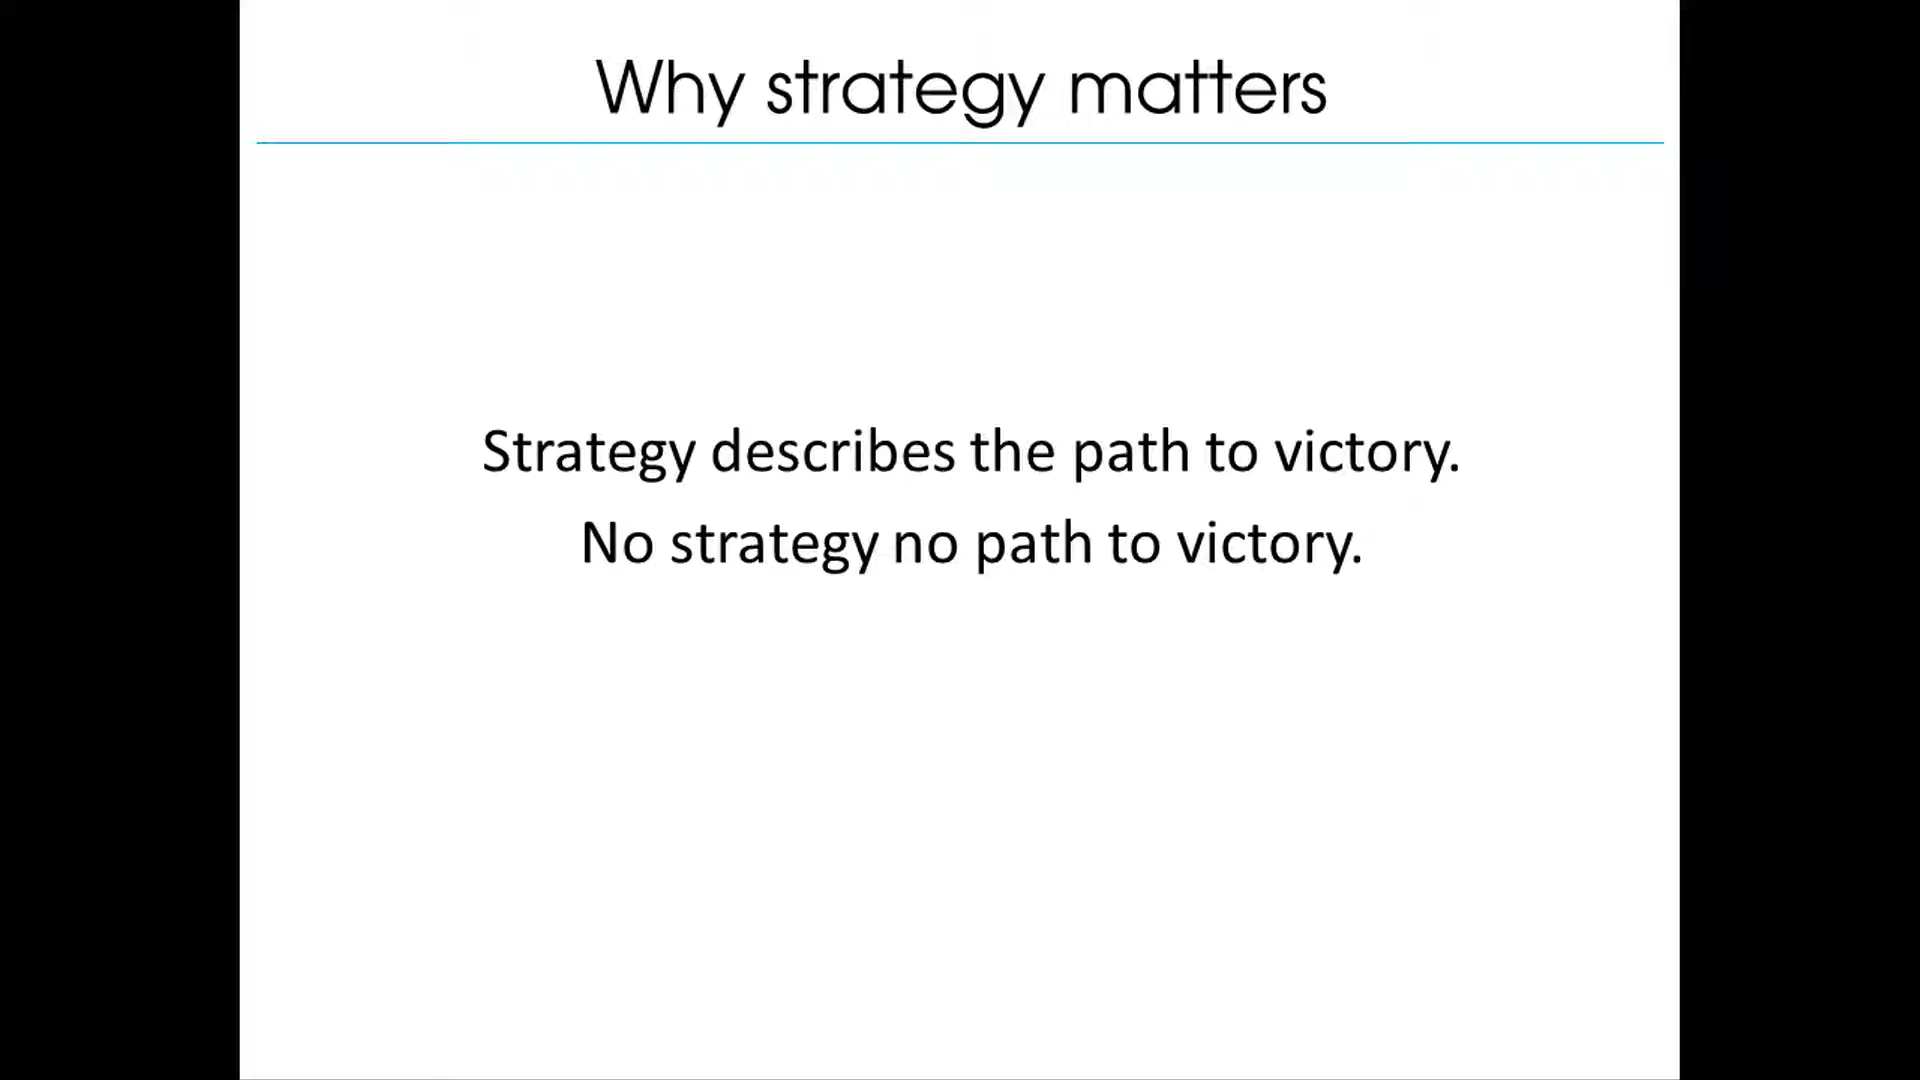 Why strategy matters
Strategy describes the path to victory.
No strategy no path to victory.